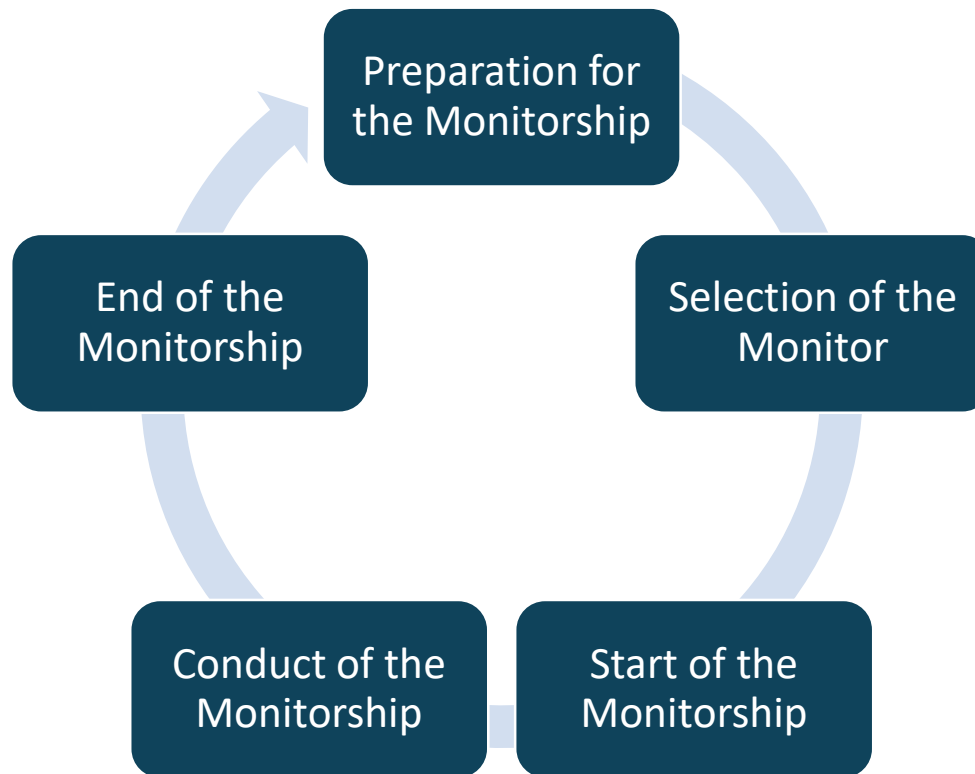 Preparation for
the Monitorship
Selection of the
Monitor
Start of the
Monitorship
Conduct of the
Monitorship
End of the
Monitorship